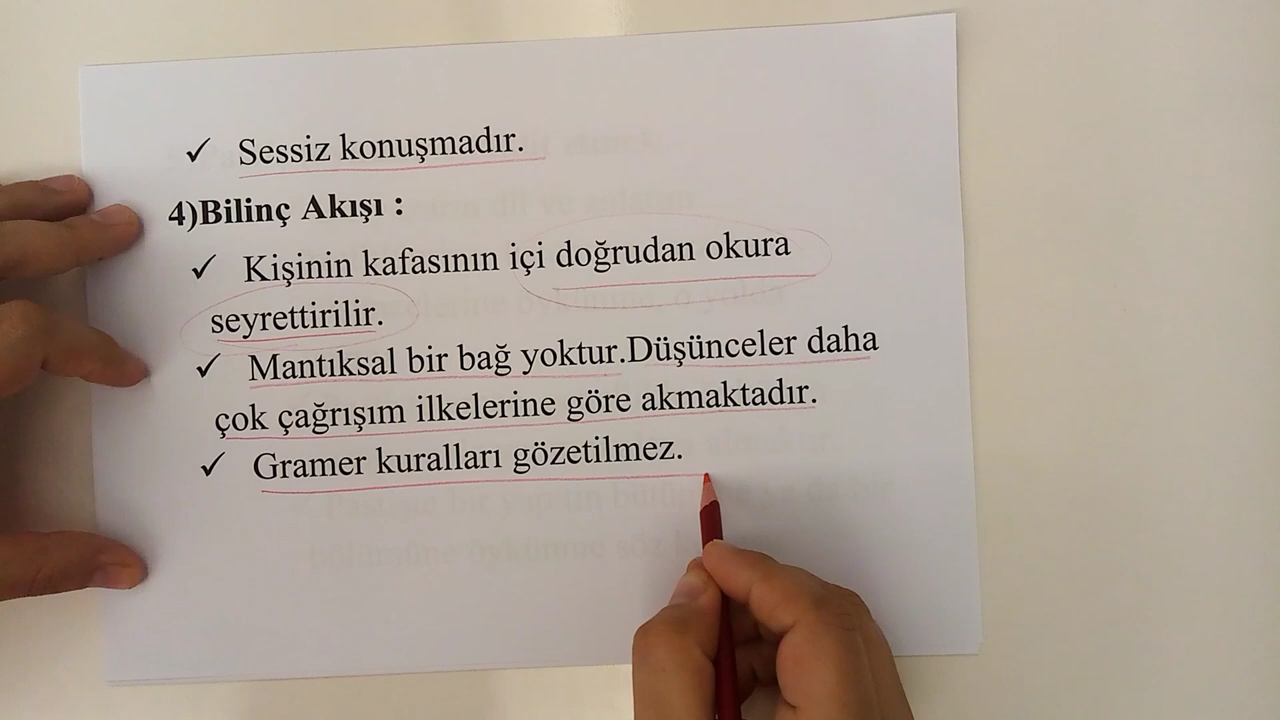 ✓ Sessiz konuşmadır.
4)Bilinç Akışı :
✓ Kişinin kafasının içi doğrudan okura
seyrettirilir.
✓ Mantıksal bir bağ yoktur.Düşünceler daha
çok çağrışım ilkelerine göre akmaktadır.
✓ Gramer kuralları gözetilmez.